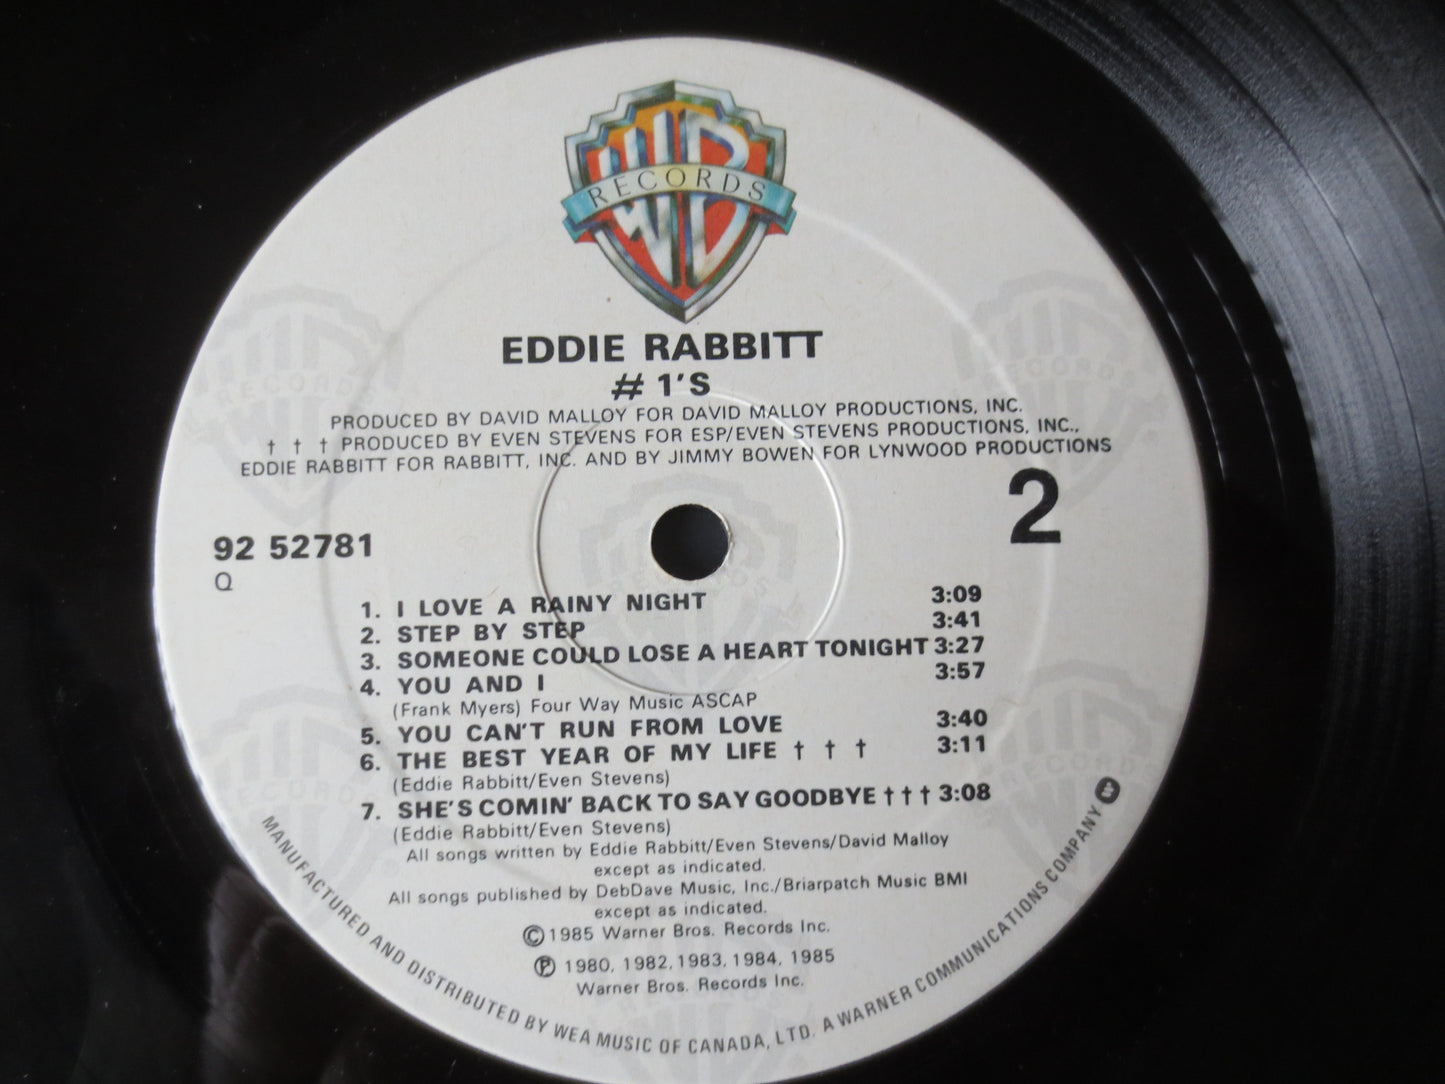 WB
RECORDS
EDDIE RABBITT
# 1'S
PRODUCED BY DAVID MALLOY FOR DAVID MALLOY PRODUCTIONS, INC.
† † † PRODUCED BY EVEN STEVENS FOR ESP/EVEN STEVENS PRODUCTIONS, INC.,
EDDIE RABBITT FOR RABBITT, INC. AND BY JIMMY BOWEN FOR LYNWOOD PRODUCTIONS
92 52781
Q
2
1. I LOVE A RAINY NIGHT 3:09
2. STEP BY STEP 3:41
3. SOMEONE COULD LOSE A HEART TONIGHT 3:27
4. YOU AND I 3:57
(Frank Myers) Four Way Music ASCAP
5. YOU CAN'T RUN FROM LOVE 3:40
6. THE BEST YEAR OF MY LIFE † † † 3:11
(Eddie Rabbitt/Even Stevens)
7. SHE'S COMIN' BACK TO SAY GOODBYE † † † 3:08
(Eddie Rabbitt/Even Stevens)
All songs written by Eddie Rabbitt/Even Stevens/David Malloy
except as indicated.
All songs published by DebDave Music, Inc./Briarpatch Music BMI
except as indicated.
© 1985 Warner Bros. Records Inc.
℗ 1980, 1982, 1983, 1984, 1985
Warner Bros. Records Inc.
MANUFACTURED AND DISTRIBUTED BY WEA MUSIC OF CANADA, LTD. A WARNER COMMUNICATIONS COMPANY